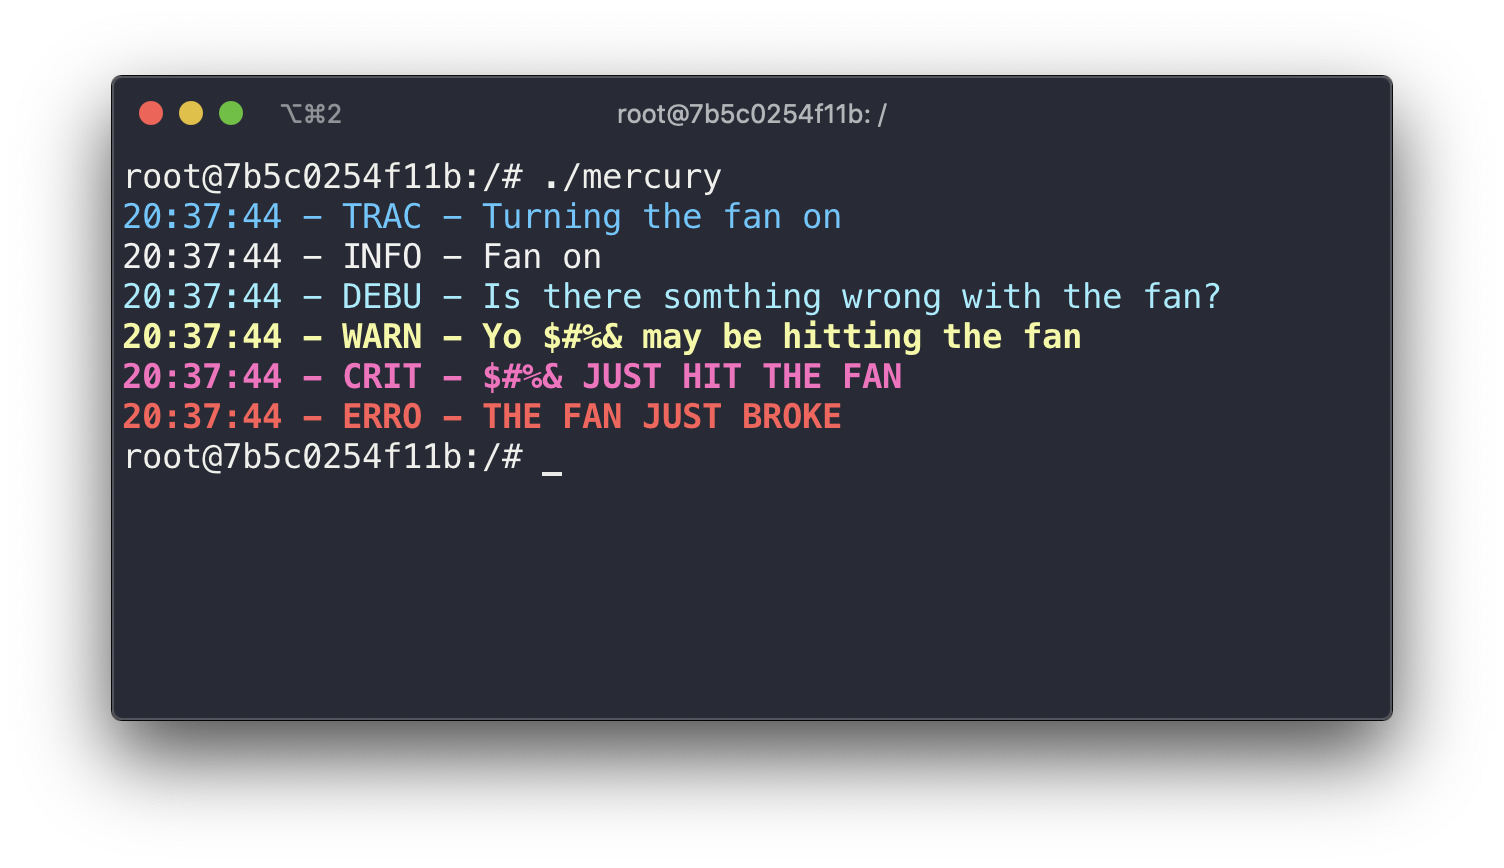 ⌥⌘2 root@7b5c0254f11b: /
root@7b5c0254f11b:/# ./mercury
20:37:44 - TRAC - Turning the fan on
20:37:44 - INFO - Fan on
20:37:44 - DEBU - Is there somthing wrong with the fan?
20:37:44 - WARN - Yo $#%& may be hitting the fan
20:37:44 - CRIT - $#%& JUST HIT THE FAN
20:37:44 - ERRO - THE FAN JUST BROKE
root@7b5c0254f11b:/# _